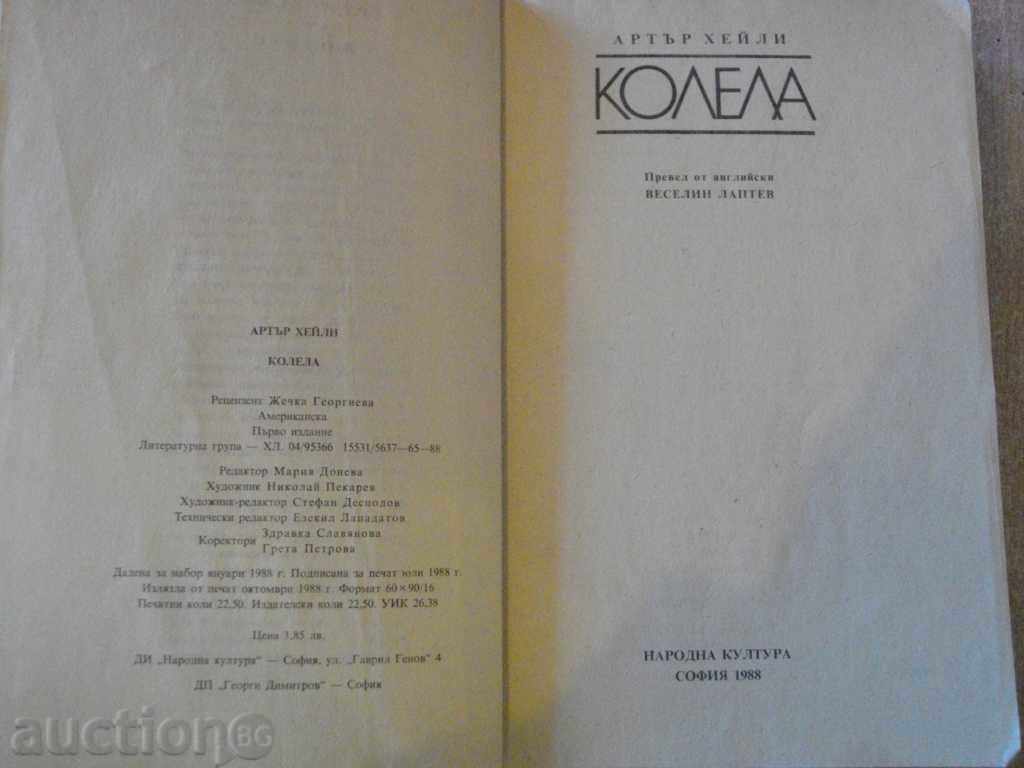 АРТЪР ХЕЙЛИ
КОЛЕЛА
Рецензент Жечка Георгиева
Американска
Първо издание
Литературна група — ХЛ. 04/95366 15531/5637—65—88
Редактор Мария Донева
Художник Николай Пекарев
Художник-редактор Стефан Десподов
Технически редактор Езекил Лападатов
Коректори Здравка Славянова
Грета Петрова
Дадена за набор януари 1988 г. Подписана за печат юли 1988 г.
Излязла от печат октомври 1988 г. Формат 60×90/16
Печатни коли 22,50. Издателски коли 22,50. УИК 26,38
Цена 3,85 лв.
ДИ „Народна култура“ — София, ул. „Гаврил Генов“ 4
ДП „Георги Димитров“ — София
АРТЪР ХЕЙЛИ
КОЛЕЛА
Превел от английски
ВЕСЕЛИН ЛАПТЕВ
НАРОДНА КУЛТУРА
СОФИЯ 1988
auction BG